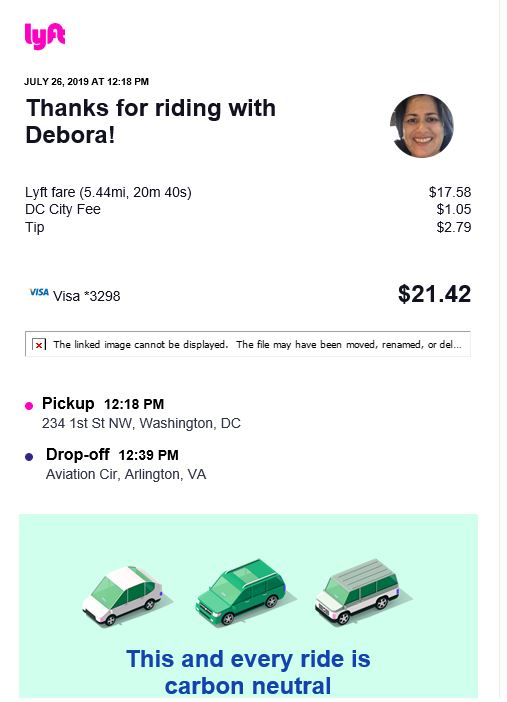 lyft
JULY 26, 2019 AT 12:18 PM
Thanks for riding with
Debora!
Lyft fare (5.44mi, 20m 40s) $17.58
DC City Fee $1.05
Tip $2.79
VISA Visa *3298 $21.42
The linked image cannot be displayed. The file may have been moved, renamed, or del...
Pickup 12:18 PM
234 1st St NW, Washington, DC
Drop-off 12:39 PM
Aviation Cir, Arlington, VA
This and every ride is
carbon neutral